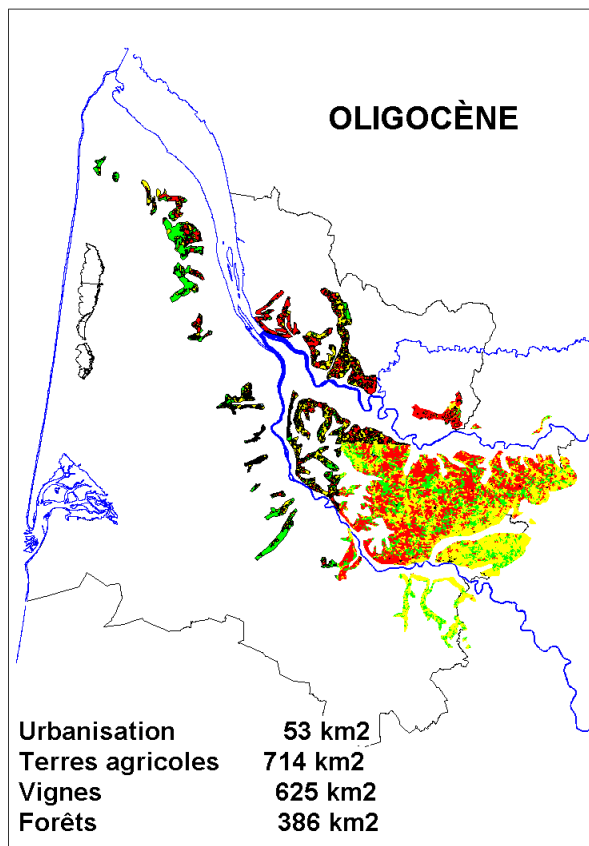 OLIGOCÈNE
Urbanisation 53 km2
Terres agricoles 714 km2
Vignes 625 km2
Forêts 386 km2